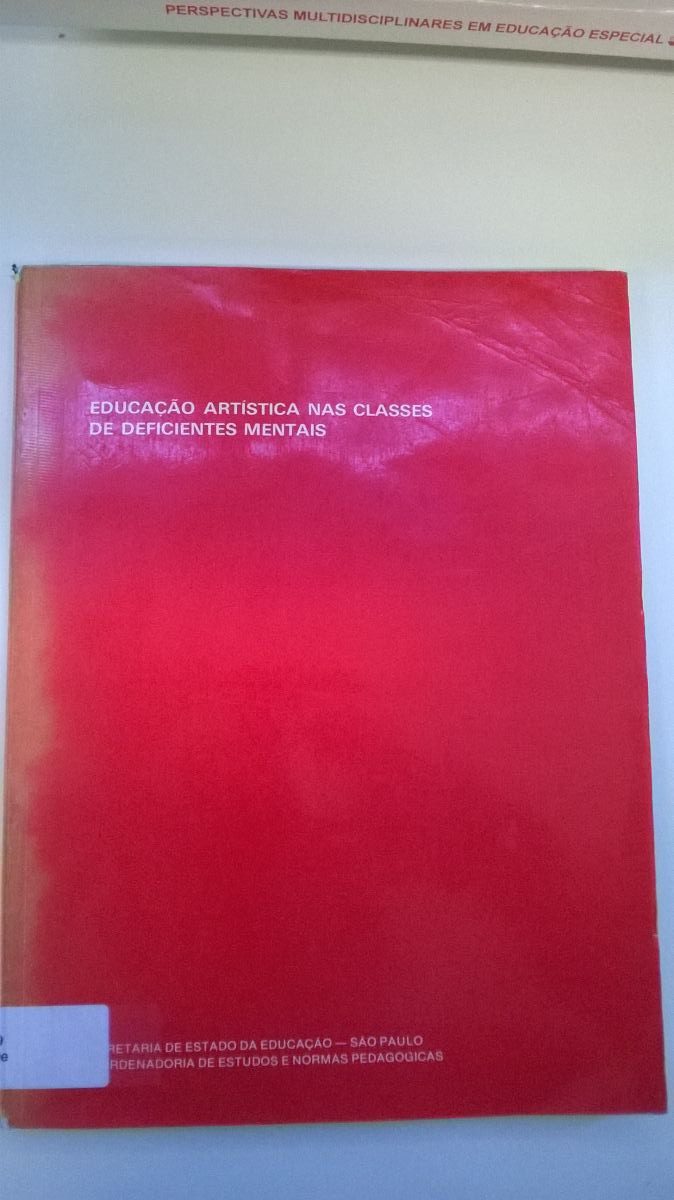 PERSPECTIVAS MULTIDISCIPLINARES EM EDUCAÇÃO ESPECIAL
EDUCAÇÃO ARTÍSTICA NAS CLASSES
DE DEFICIENTES MENTAIS
RETARIA DE ESTADO DA EDUCAÇÃO — SÃO PAULO
RDENADORIA DE ESTUDOS E NORMAS PEDAGOGICAS